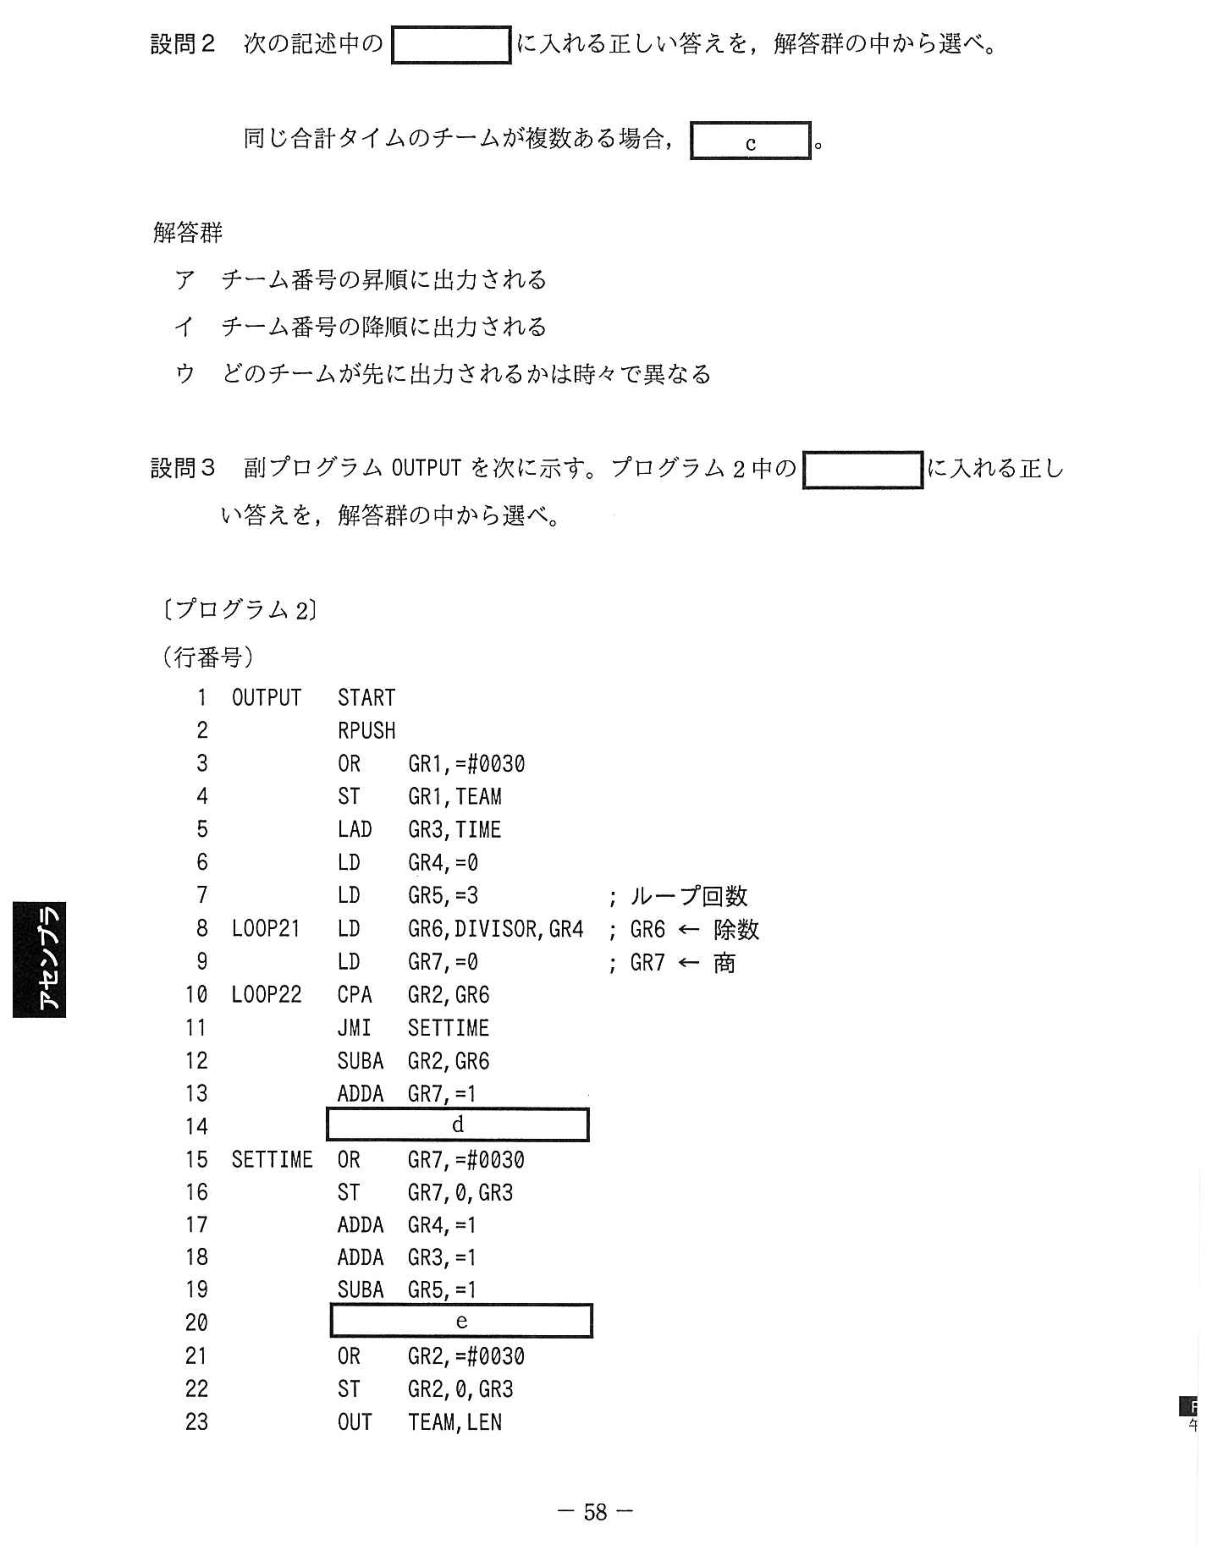 設問2 次の記述中の　　　に入れる正しい答えを，解答群の中から選べ。
同じ合計タイムのチームが複数ある場合， c 。
解答群
ア チーム番号の昇順に出力される
イ チーム番号の降順に出力される
ウ どのチームが先に出力されるかは時々で異なる
設問3 副プログラム OUTPUT を次に示す。プログラム 2 中の　　　に入れる正し
い答えを，解答群の中から選べ。
〔プログラム 2〕
（行番号）
1 OUTPUT START
2 RPUSH
3 OR GR1,=#0030
4 ST GR1,TEAM
5 LAD GR3,TIME
6 LD GR4,=0
7 LD GR5,=3 ; ループ回数
8 LOOP21 LD GR6,DIVISOR,GR4 ; GR6 ← 除数
9 LD GR7,=0 ; GR7 ← 商
10 LOOP22 CPA GR2,GR6
11 JMI SETTIME
12 SUBA GR2,GR6
13 ADDA GR7,=1
14 d
15 SETTIME OR GR7,=#0030
16 ST GR7,0,GR3
17 ADDA GR4,=1
18 ADDA GR3,=1
19 SUBA GR5,=1
20 e
21 OR GR2,=#0030
22 ST GR2,0,GR3
23 OUT TEAM,LEN
アセンブラ
－ 58 －